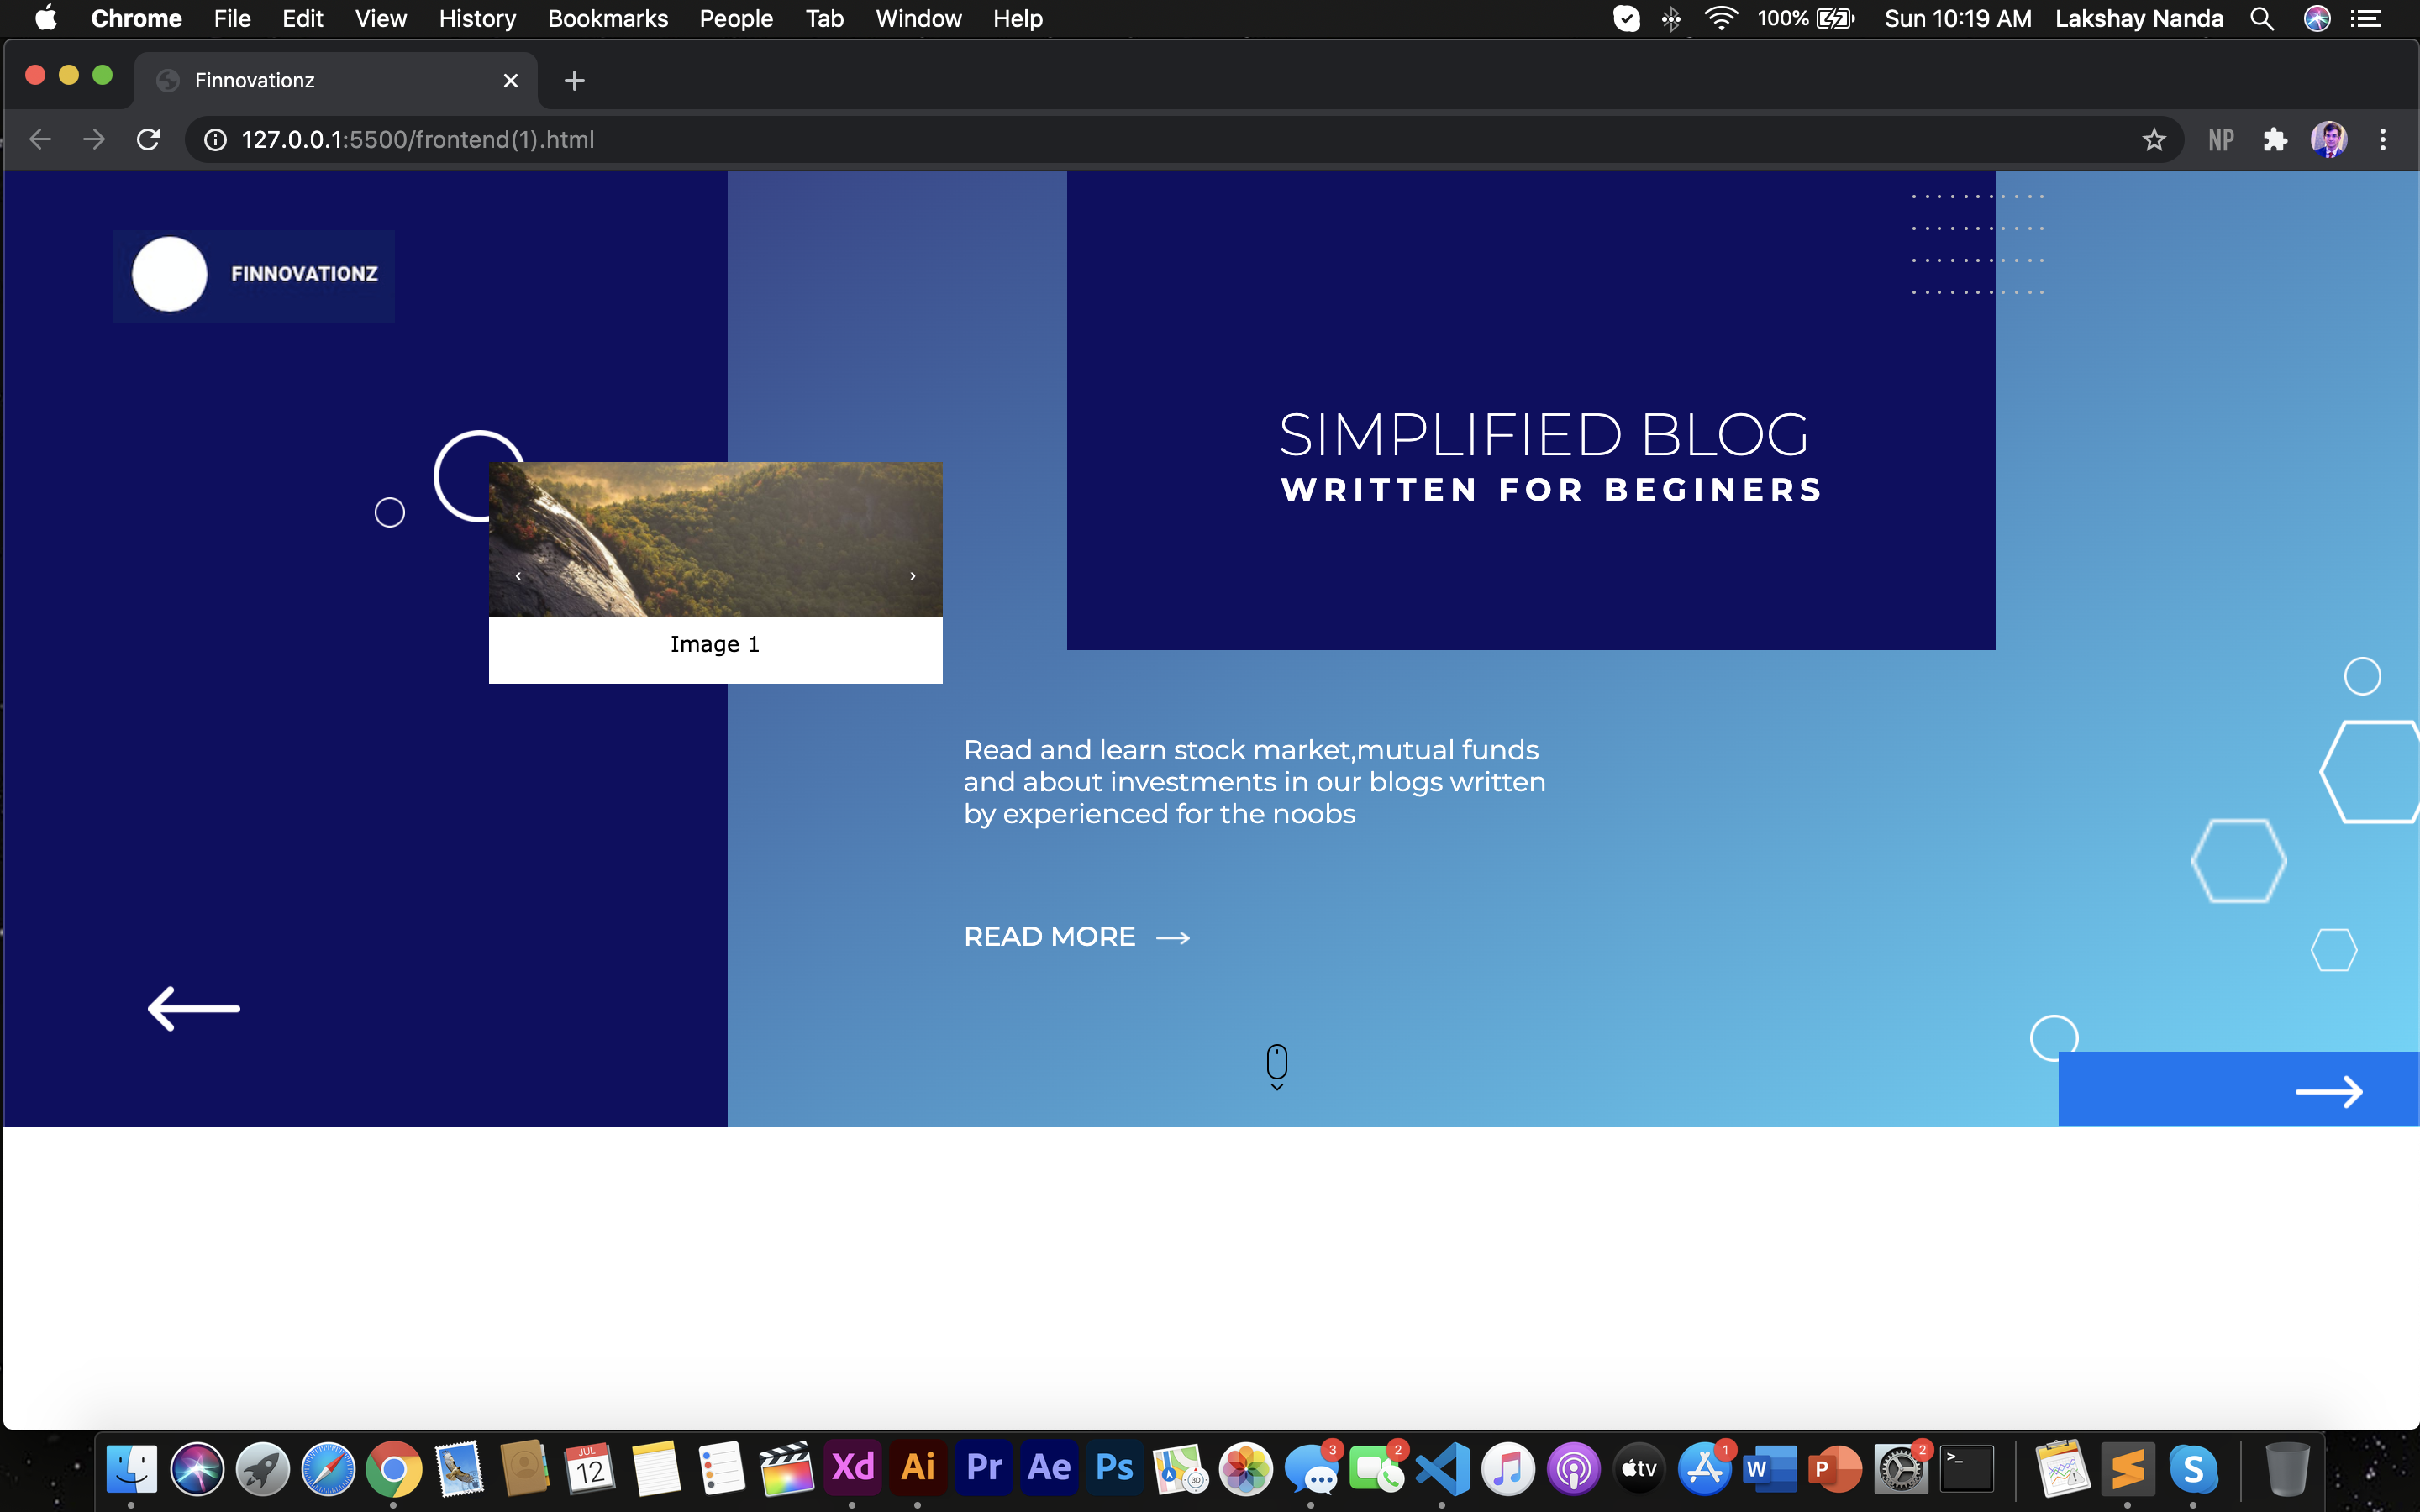 Chrome File Edit View History Bookmarks People Tab Window Help 100% Sun 10:19 AM Lakshay Nanda
Finnovationz
127.0.0.1:5500/frontend(1).html NP
FINNOVATIONZ
SIMPLIFIED BLOG
WRITTEN FOR BEGINERS
‹ ›
Image 1
Read and learn stock market,mutual funds
and about investments in our blogs written
by experienced for the noobs
READ MORE
JUL
12
Xd Ai Pr Ae Ps 3D 3 2 tv 1 W P 2 >_ S